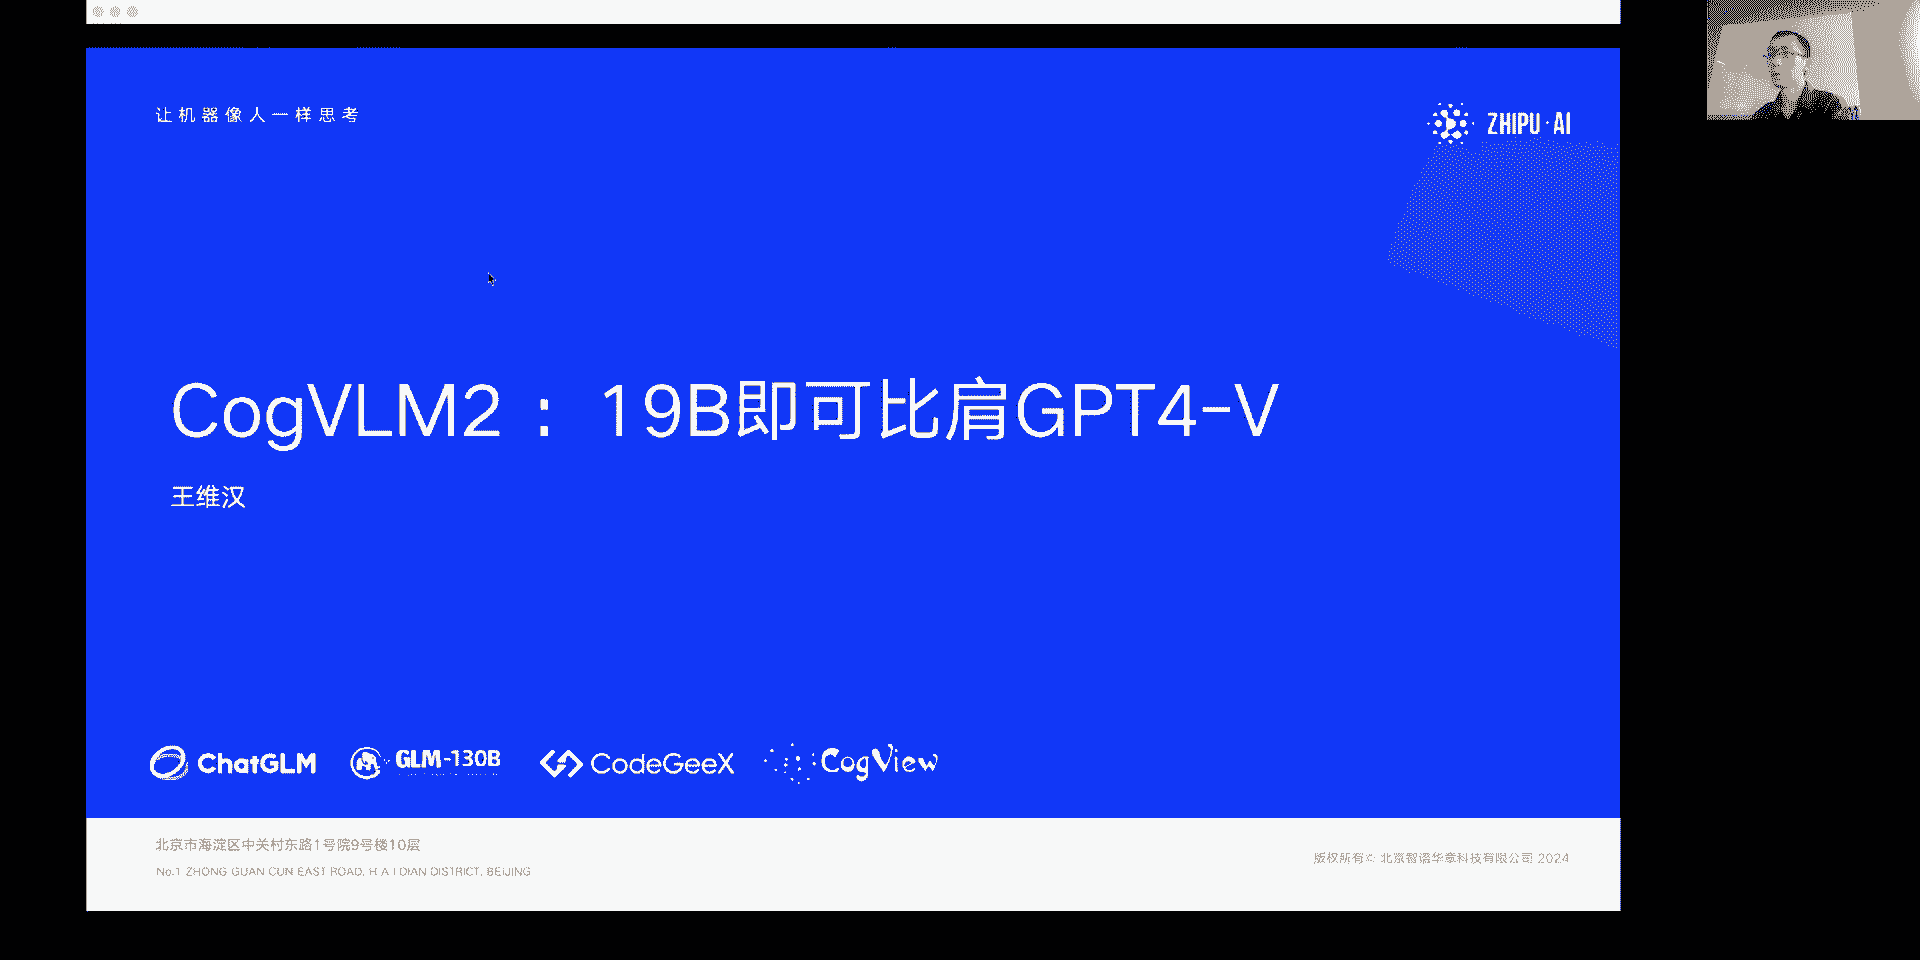 让机器像人一样思考
ZHIPU·AI
CogVLM2：19B即可比肩GPT4-V
王维汉
ChatGLM
GLM-130B
CodeGeeX
CogView
北京市海淀区中关村东路1号院9号楼10层
No.1 ZHONG GUAN CUN EAST ROAD, H A I DIAN DISTRICT, BEIJING
版权所有© 北京智谱华章科技有限公司 2024